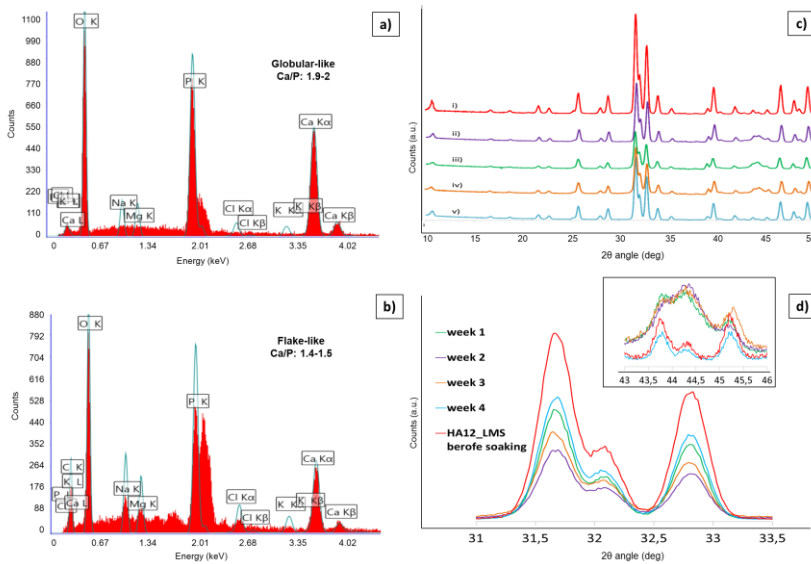 a)
Globular-like
Ca/P: 1.9-2
Counts
1100
990
880
770
660
550
440
330
220
110
0
O K
P K
Ca Kα
K L
Ca L
Na K
Mg K
Cl Kα
Cl Kβ
K Kβ
Ca Kβ
0 0.67 1.34 2.01 2.68 3.35 4.02
Energy (keV)
b)
Flake-like
Ca/P: 1.4-1.5
Counts
880
792
704
616
528
440
352
264
176
88
0
O K
P K
Ca Kα
C K
K L
P L
Ca L
Na K
Mg K
Cl Kα
Cl Kβ
K Kβ
Ca Kβ
0 0.67 1.34 2.01 2.68 3.35 4.02
Energy (keV)
c)
Counts (a.u.)
i)
ii)
iii)
iv)
v)
10 15 20 25 30 35 40 45 50
2θ angle (deg)
d)
Counts (a.u.)
week 1
week 2
week 3
week 4
HA12_LMS
berofe soaking
43 43,5 44 44,5 45 45,5 46
31 31,5 32 32,5 33 33,5
2θ angle (deg)